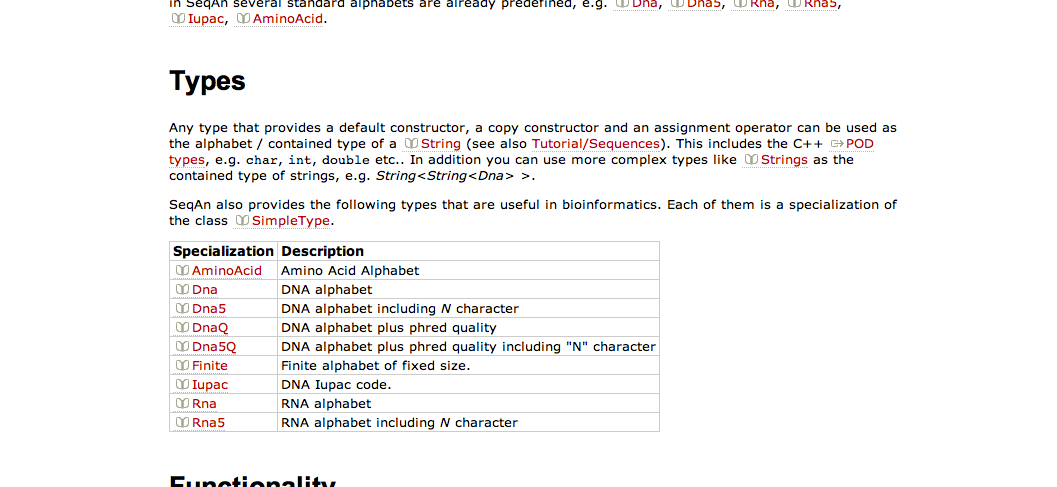 in SeqAn several standard alphabets are already predefined, e.g. Dna, Dna5, Rna, Rna5,
Iupac, AminoAcid.
Types
Any type that provides a default constructor, a copy constructor and an assignment operator can be used as
the alphabet / contained type of a String (see also Tutorial/Sequences). This includes the C++ POD
types, e.g. char, int, double etc.. In addition you can use more complex types like Strings as the
contained type of strings, e.g. String<String<Dna> >.
SeqAn also provides the following types that are useful in bioinformatics. Each of them is a specialization of
the class SimpleType.
Specialization Description
AminoAcid Amino Acid Alphabet
Dna DNA alphabet
Dna5 DNA alphabet including N character
DnaQ DNA alphabet plus phred quality
Dna5Q DNA alphabet plus phred quality including "N" character
Finite Finite alphabet of fixed size.
Iupac DNA Iupac code.
Rna RNA alphabet
Rna5 RNA alphabet including N character
Functionality